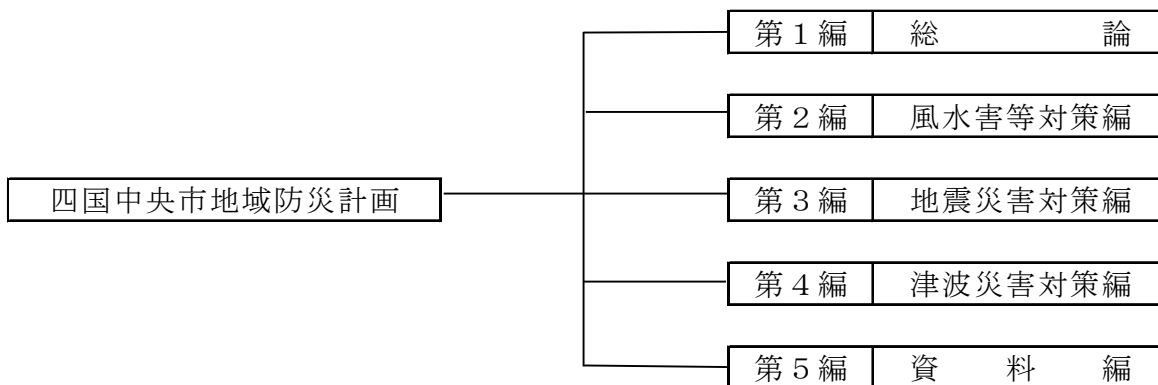 第１編 総論
第２編 風水害等対策編
四国中央市地域防災計画
第３編 地震災害対策編
第４編 津波災害対策編
第５編 資料編